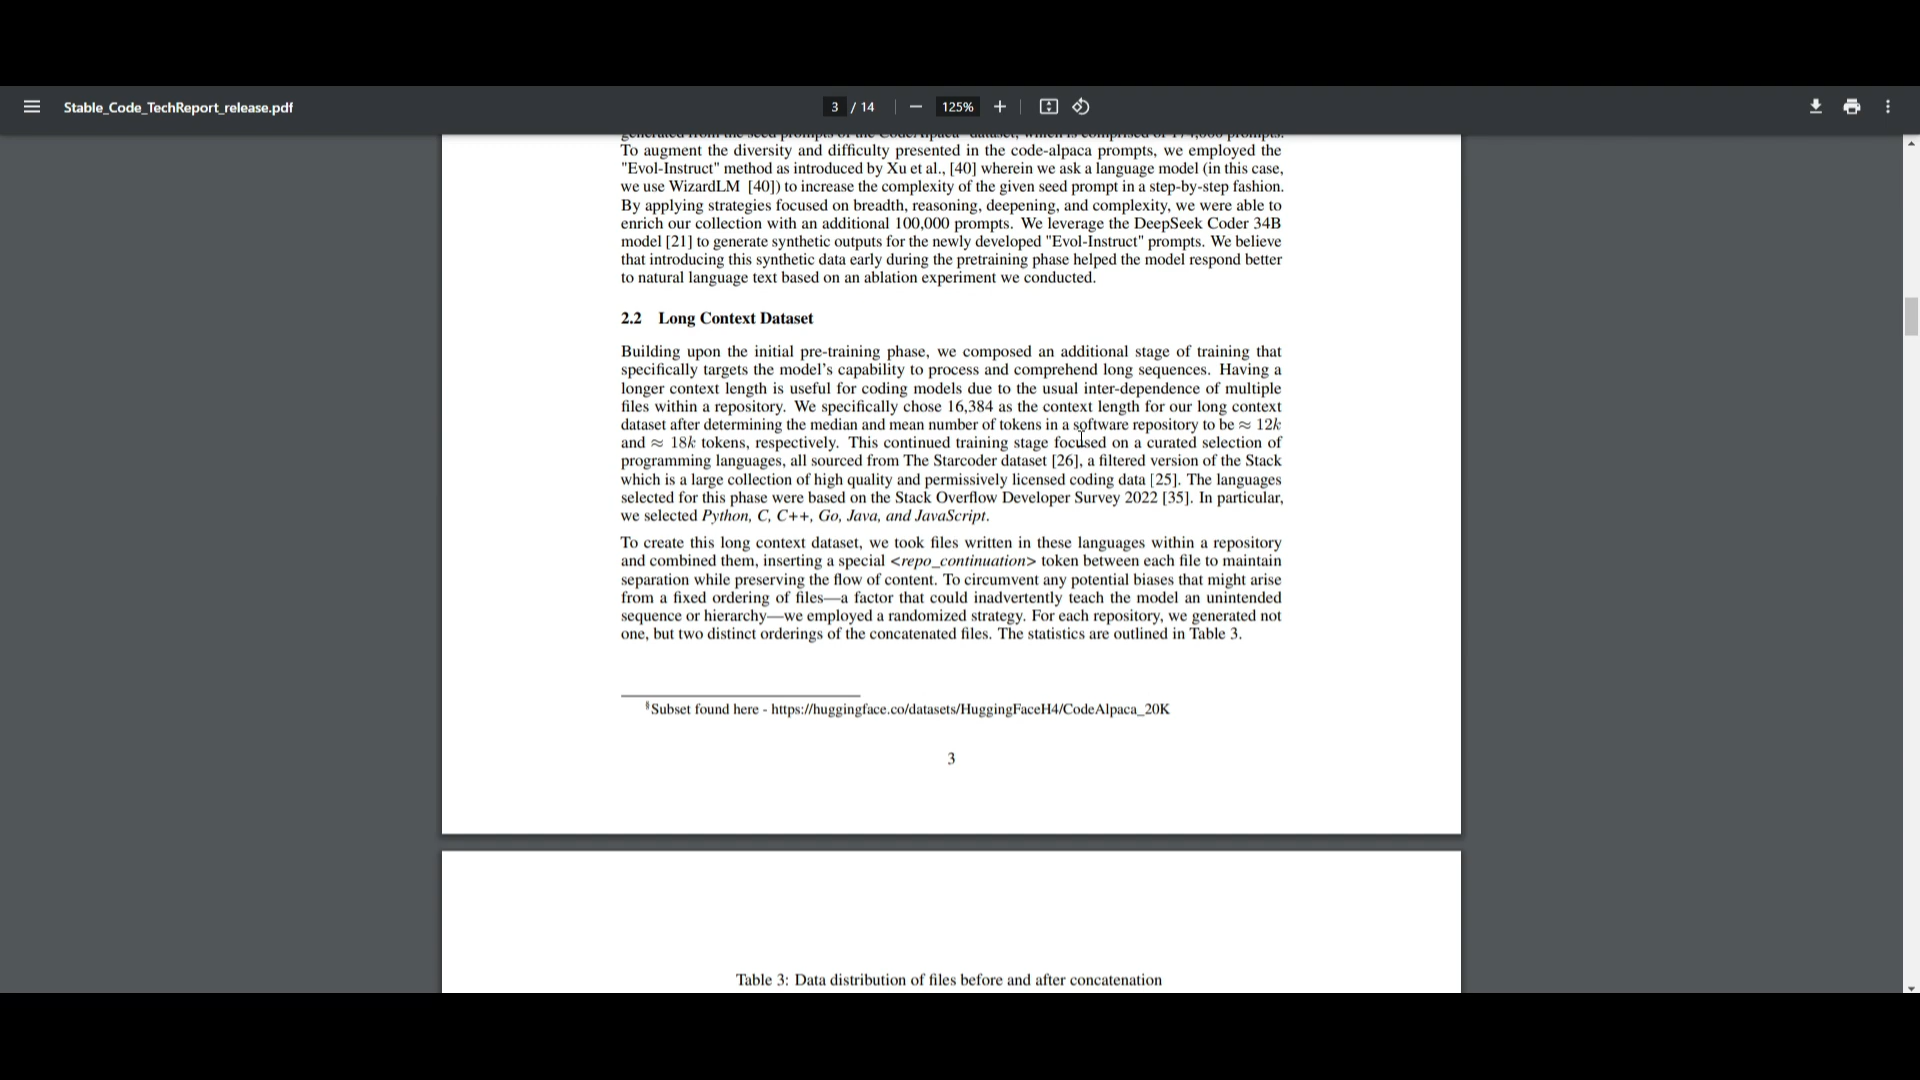 Stable_Code_TechReport_release.pdf
3 / 14
125%
To augment the diversity and difficulty presented in the code-alpaca prompts, we employed the
"Evol-Instruct" method as introduced by Xu et al., [40] wherein we ask a language model (in this case,
we use WizardLM [40]) to increase the complexity of the given seed prompt in a step-by-step fashion.
By applying strategies focused on breadth, reasoning, deepening, and complexity, we were able to
enrich our collection with an additional 100,000 prompts. We leverage the DeepSeek Coder 34B
model [21] to generate synthetic outputs for the newly developed "Evol-Instruct" prompts. We believe
that introducing this synthetic data early during the pretraining phase helped the model respond better
to natural language text based on an ablation experiment we conducted.
2.2 Long Context Dataset
Building upon the initial pre-training phase, we composed an additional stage of training that
specifically targets the model's capability to process and comprehend long sequences. Having a
longer context length is useful for coding models due to the usual inter-dependence of multiple
files within a repository. We specifically chose 16,384 as the context length for our long context
dataset after determining the median and mean number of tokens in a software repository to be ≈ 12k
and ≈ 18k tokens, respectively. This continued training stage focused on a curated selection of
programming languages, all sourced from The Starcoder dataset [26], a filtered version of the Stack
which is a large collection of high quality and permissively licensed coding data [25]. The languages
selected for this phase were based on the Stack Overflow Developer Survey 2022 [35]. In particular,
we selected Python, C, C++, Go, Java, and JavaScript.
To create this long context dataset, we took files written in these languages within a repository
and combined them, inserting a special <repo_continuation> token between each file to maintain
separation while preserving the flow of content. To circumvent any potential biases that might arise
from a fixed ordering of files—a factor that could inadvertently teach the model an unintended
sequence or hierarchy—we employed a randomized strategy. For each repository, we generated not
one, but two distinct orderings of the concatenated files. The statistics are outlined in Table 3.
§Subset found here - https://huggingface.co/datasets/HuggingFaceH4/CodeAlpaca_20K
3
Table 3: Data distribution of files before and after concatenation